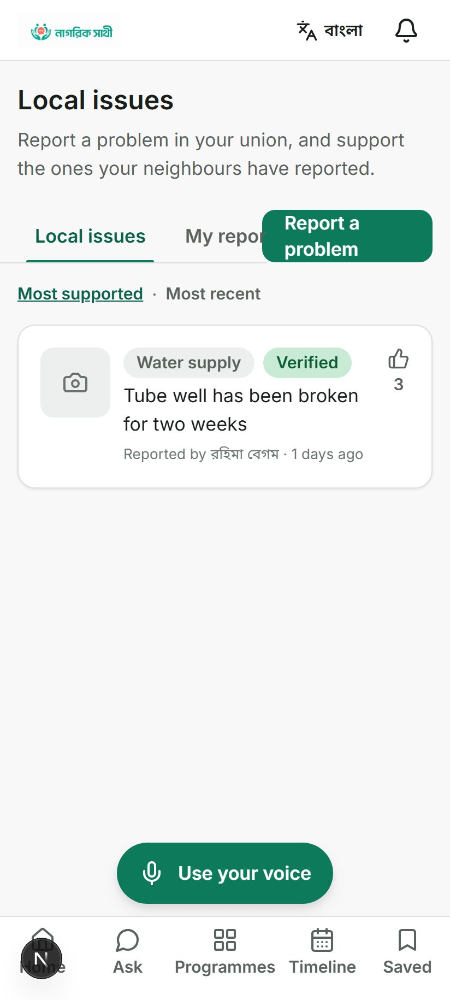 নাগরিক সাথী
বাংলা
Local issues
Report a problem in your union, and support
the ones your neighbours have reported.
Local issues
My repor
Report a
problem
Most supported · Most recent
Water supply
Verified
3
Tube well has been broken
for two weeks
Reported by রহিমা বেগম · 1 days ago
Use your voice
N
Home
Ask
Programmes
Timeline
Saved